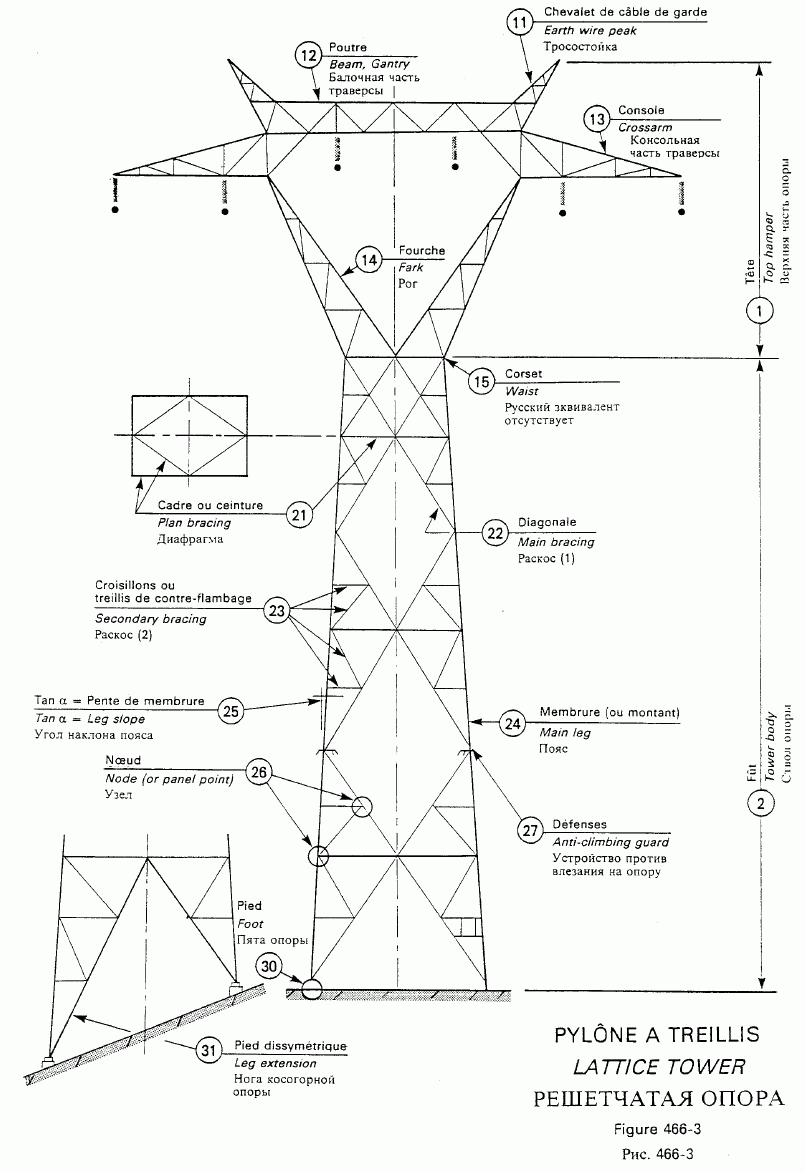 11
Chevalet de câble de garde
Earth wire peak
Тросостойка
12
Poutre
Beam, Gantry
Балочная часть
траверсы
13
Console
Crossarm
Консольная
часть траверсы
14
Fourche
Fark
Рог
Tête
Top hamper
Верхняя часть опоры
1
15
Corset
Waist
Русский зквивалент
отсутствует
21
Cadre ou ceinture
Plan bracing
Диафрагма
22
Diagonale
Main bracing
Раскос (1)
23
Croisillons ou
treillis de contre-flambage
Secondary bracing
Раскос (2)
25
Tan α = Pente de membrure
Tan α = Leg slope
Угол наклона пояса
24
Membrure (ou montant)
Main leg
Пояс
26
Nœud
Node (or panel point)
Узел
27
Défenses
Anti-climbing guard
Устройство против
влезания на опору
Fût
Tower body
Ствол опоры
2
Pied
Foot
Пята опоры
30
31
Pied dissymétrique
Leg extension
Нога косогорной
опоры
PYLÔNE A TREILLIS
LATTICE TOWER
РЕШЕТЧАТАЯ ОПОРА
Figure 466-3
Рис. 466-3